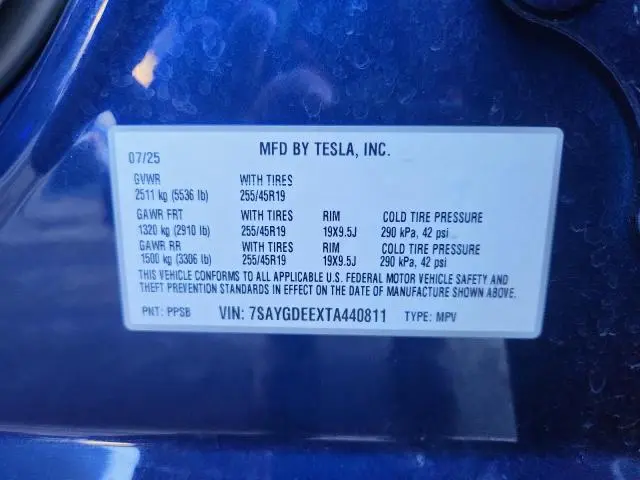 07/25 MFD BY TESLA, INC.
GVWR WITH TIRES
2511 kg (5536 lb) 255/45R19
GAWR FRT WITH TIRES RIM COLD TIRE PRESSURE
1320 kg (2910 lb) 255/45R19 19X9.5J 290 kPa, 42 psi
GAWR RR WITH TIRES RIM COLD TIRE PRESSURE
1500 kg (3306 lb) 255/45R19 19X9.5J 290 kPa, 42 psi
THIS VEHICLE CONFORMS TO ALL APPLICABLE U.S. FEDERAL MOTOR VEHICLE SAFETY AND
THEFT PREVENTION STANDARDS IN EFFECT ON THE DATE OF MANUFACTURE SHOWN ABOVE.
PNT: PPSB VIN: 7SAYGDEEXTA440811 TYPE: MPV